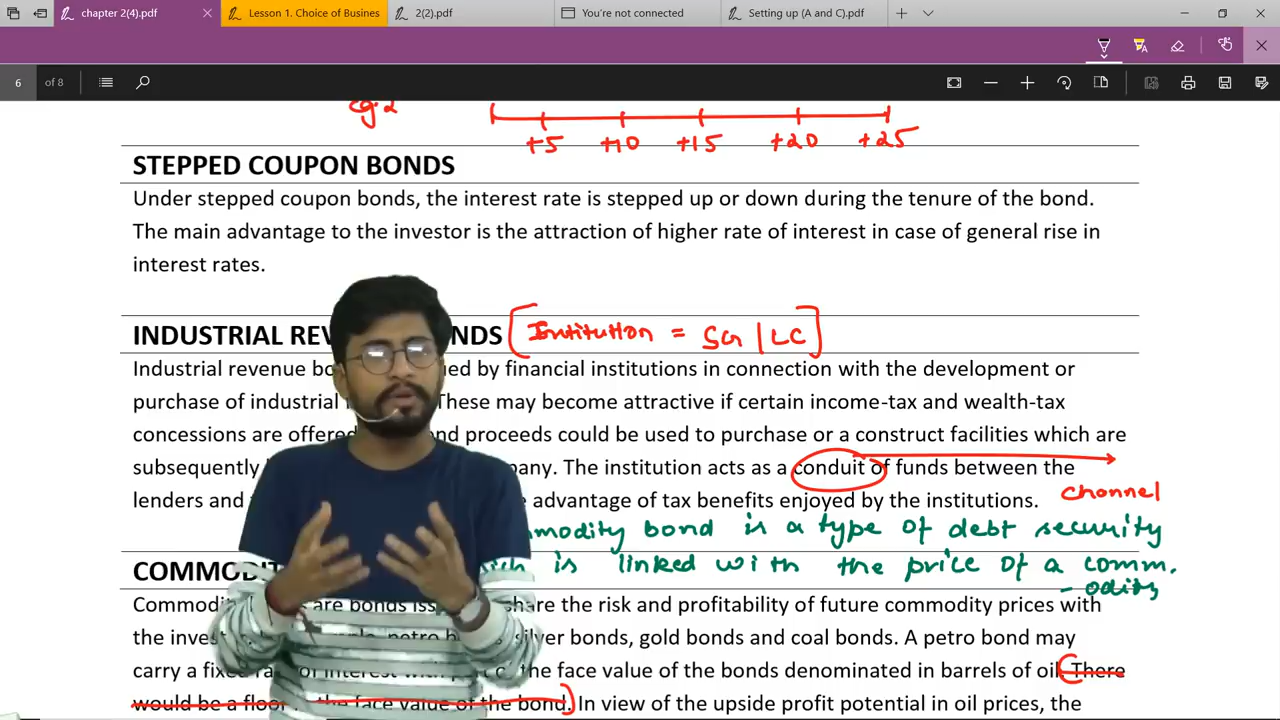 chapter 2(4).pdf
Lesson 1. Choice of Busines
2(2).pdf
You're not connected
Setting up (A and C).pdf
6 of 8
eg:2
+5 +10 +15 +20 +25
STEPPED COUPON BONDS
Under stepped coupon bonds, the interest rate is stepped up or down during the tenure of the bond.
The main advantage to the investor is the attraction of higher rate of interest in case of general rise in
interest rates.
INDUSTRIAL NDS [Institution = SG | LC]
Industrial revenue by financial institutions in connection with the development or
purchase of industrial These may become attractive if certain income-tax and wealth-tax
concessions are offered proceeds could be used to purchase or a construct facilities which are
subsequently The institution acts as a conduit of funds between the
channel
lenders and advantage of tax benefits enjoyed by the institutions.
bond is a type of debt security
is linked with the price of a comm.
- odity
Commodi are bonds share the risk and profitability of future commodity prices with
the silver bonds, gold bonds and coal bonds. A petro bond may
carry a the face value of the bonds denominated in barrels of oil. (There
would be a floor the face value of the bond.) In view of the upside profit potential in oil prices, the